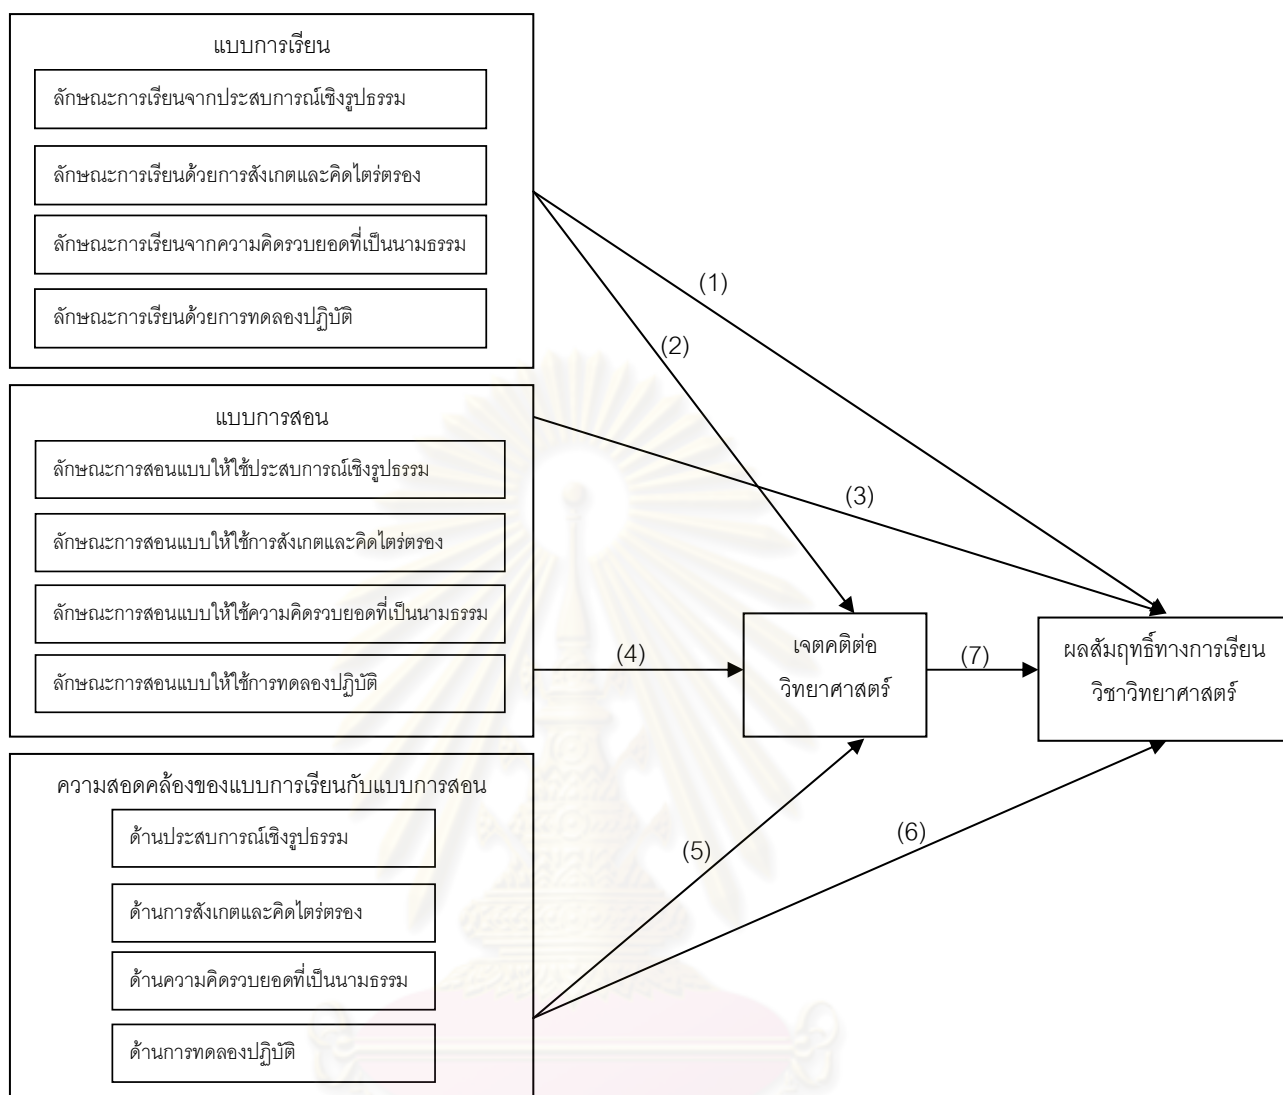 แบบการเรียน
ลักษณะการเรียนจากประสบการณ์เชิงรูปธรรม
ลักษณะการเรียนด้วยการสังเกตและคิดไตร่ตรอง
ลักษณะการเรียนจากความคิดรวบยอดที่เป็นนามธรรม
ลักษณะการเรียนด้วยการทดลองปฏิบัติ
(1)
(2)
แบบการสอน
ลักษณะการสอนแบบให้ใช้ประสบการณ์เชิงรูปธรรม
ลักษณะการสอนแบบให้ใช้การสังเกตและคิดไตร่ตรอง
ลักษณะการสอนแบบให้ใช้ความคิดรวบยอดที่เป็นนามธรรม
ลักษณะการสอนแบบให้ใช้การทดลองปฏิบัติ
(3)
(4)
เจตคติต่อ
วิทยาศาสตร์
(7)
ผลสัมฤทธิ์ทางการเรียน
วิชาวิทยาศาสตร์
ความสอดคล้องของแบบการเรียนกับแบบการสอน
ด้านประสบการณ์เชิงรูปธรรม
ด้านการสังเกตและคิดไตร่ตรอง
ด้านความคิดรวบยอดที่เป็นนามธรรม
ด้านการทดลองปฏิบัติ
(5)
(6)